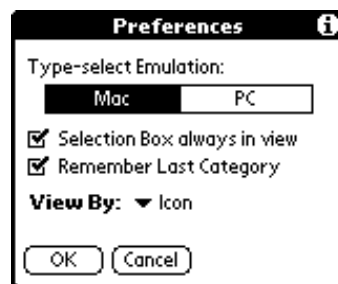 Preferences i
Type-select Emulation:
Mac PC
Selection Box always in view
Remember Last Category
View By: Icon
OK Cancel